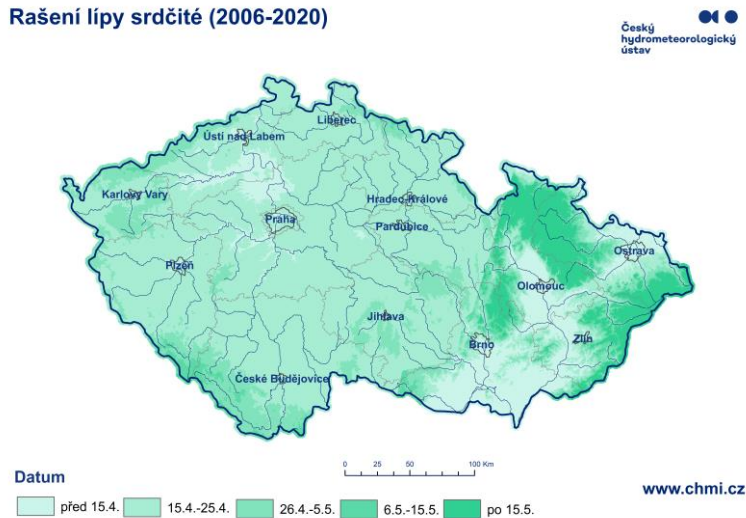 Rašení lípy srdčité (2006-2020)
Český
hydrometeorologický
ústav
Liberec
Ústí nad Labem
Karlovy Vary
Hradec Králové
Praha
Pardubice
Ostrava
Plzeň
Olomouc
Jihlava
Zlín
Brno
České Budějovice
Datum
0 25 50 100 Km
www.chmi.cz
před 15.4. 15.4.-25.4. 26.4.-5.5. 6.5.-15.5. po 15.5.